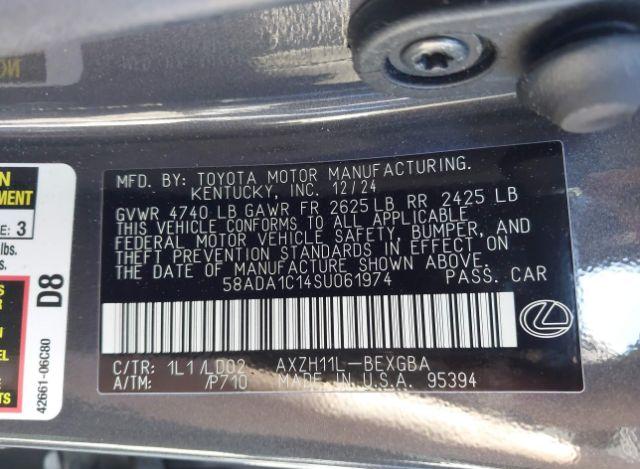 MFD. BY: TOYOTA MOTOR MANUFACTURING.
KENTUCKY, INC. 12/24
GVWR 4740 LB GAWR FR 2625 LB RR 2425 LB
THIS VEHICLE CONFORMS TO ALL APPLICABLE
FEDERAL MOTOR VEHICLE SAFETY, BUMPER, AND
THEFT PREVENTION STANDARDS IN EFFECT ON
THE DATE OF MANUFACTURE SHOWN ABOVE.
58ADA1C14SU061974 PASS. CAR
C/TR: 1L1/LD02 AXZH11L-BEXGBA
A/TM: /P710 MADE IN U.S.A. 95394
3
lbs.
D8
42661-06C80